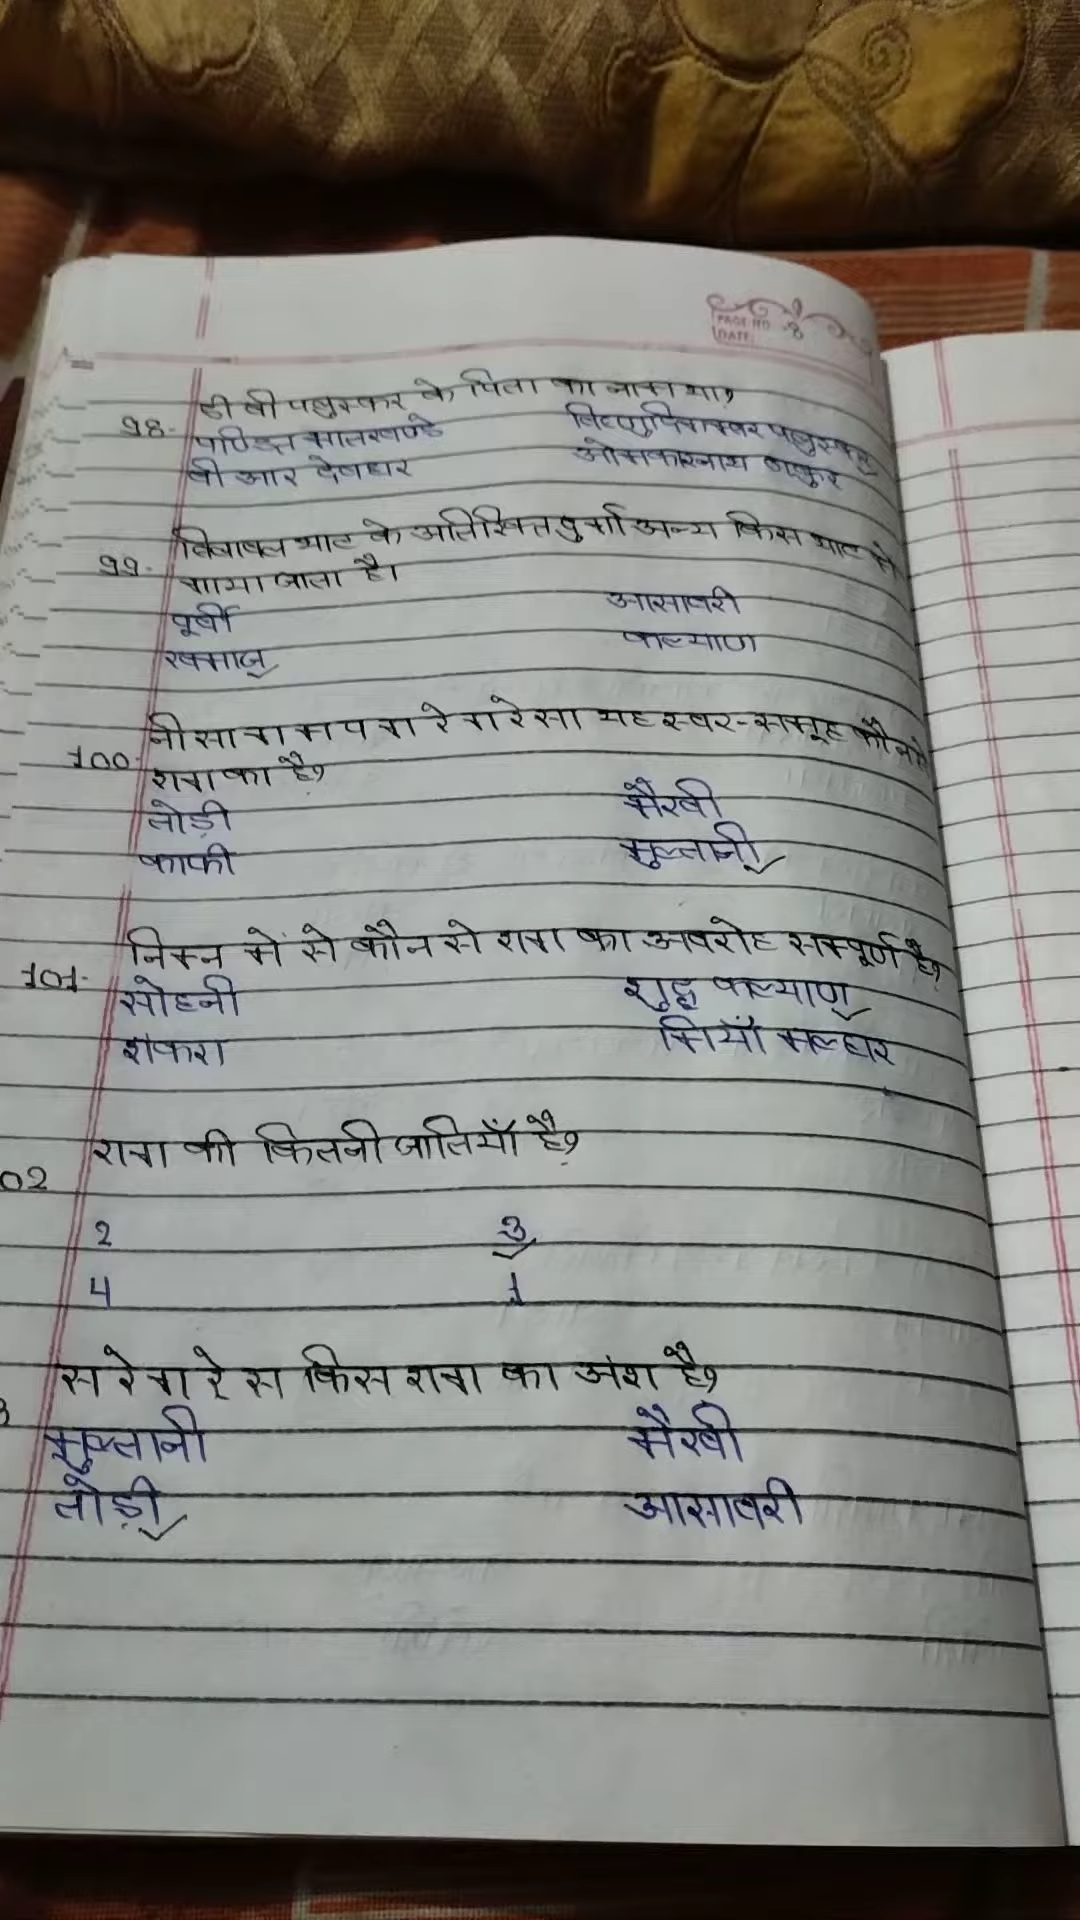 PAGE NO. 8
DATE:
98- डी वी पलुस्कर के पिता का नाम था?
पण्डित भातखण्डे विष्णुदिगम्बर पलुस्कर
बी आर देवधर ओमकारनाथ ठाकुर
99- बिलावल थाट के अतिरिक्त दुर्गा अन्य किस थाट से
गाया जाता है।
पूर्वी आसावरी
खमाज कल्याण
100- नी सा ग म प ग रे ग रे सा यह स्वर-समूह कौन से
राग का है?
तोड़ी भैरवी
काफी मुल्तानी
101- निम्न में से कौन से राग का अवरोह सम्पूर्ण है?
सोहनी शुद्ध कल्याण
शंकरा मियाँ मल्हार
02 राग की कितनी जातियाँ है?
2 3
4 1
स रे ग रे स किस राग का अंश है?
मुल्तानी भैरवी
तोड़ी आसावरी